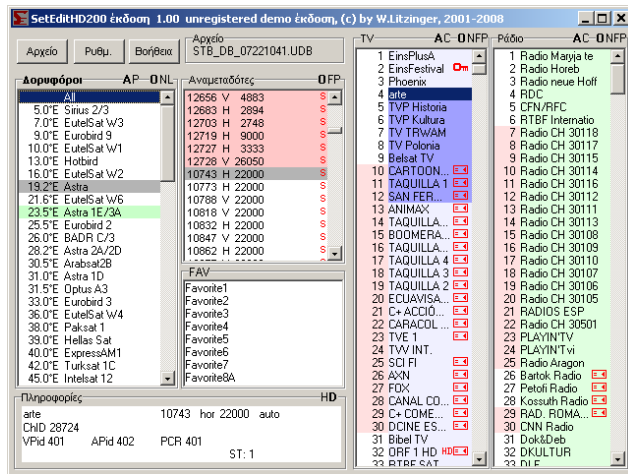 SetEditHD200 έκδοση 1.00 unregistered demo έκδοση, (c) by W.Litzinger, 2001-2008
Αρχείο
Ρυθμ.
Βοήθεια
Αρχείο
STB_DB_07221041.UDB
Δορυφόροι AP-ONL
All
5.0°E Sirius 2/3
7.0°E EutelSat W3
9.0°E Eurobird 9
10.0°E EutelSat W1
13.0°E Hotbird
16.0°E EutelSat W2
19.2°E Astra
21.6°E EutelSat W6
23.5°E Astra 1E/3A
25.5°E Eurobird 2
26.0°E BADR C/3
28.2°E Astra 2A/2D
30.5°E Arabsat2B
31.0°E Astra 1D
31.5°E Optus A3
33.0°E Eurobird 3
36.0°E EutelSat W4
38.0°E Paksat 1
39.0°E Hellas Sat
40.0°E ExpressAM1
42.0°E Turksat 1C
45.0°E Intelsat 12
Αναμεταδότες OFP
12656 V 4883 S
12683 H 2894 S
12703 H 2748 S
12719 H 9000 S
12727 H 3333 S
12728 V 26050 S
10743 H 22000 S
10773 H 22000 S
10788 V 22000 S
10818 V 22000 S
10832 H 22000 S
10847 V 22000 S
10862 H 22000 S
FAV
Favorite1
Favorite2
Favorite3
Favorite4
Favorite5
Favorite6
Favorite7
Favorite8A
Πληροφορίες HD-
arte 10743 hor 22000 auto
ChID 28724
VPid 401 APid 402 PCR 401
ST: 1
TV AC-ONFP
1 EinsPlusA
2 EinsFestival
3 Phoenix
4 arte
5 TVP Historia
6 TVP Kultura
7 TV TRWAM
8 TV Polonia
9 Belsat TV
10 CARTOON...
11 TAQUILLA 1
12 SAN FER...
13 ANIMAX
14 TAQUILLA...
15 BOOMERA...
16 TAQUILLA...
17 TAQUILLA 4
18 TAQUILLA 3
19 TAQUILLA 2
20 ECUAVISA...
21 C+ ACCIÓ...
22 CARACOL ...
23 TVE 1
24 TVV INT.
25 SCI FI
26 AXN
27 FOX
28 CANAL CO...
29 C+ COME...
30 DCINE ES...
31 Bibel TV
32 ORF 1 HD HD
33 RTBF SAT
Ράδιο AC-ONFP
1 Radio Maryja te
2 Radio Horeb
3 Radio neue Hoff
4 RDC
5 CFN/RFC
6 RTBF Internatio
7 Radio CH 30118
8 Radio CH 30117
9 Radio CH 30115
10 Radio CH 30114
11 Radio CH 30116
12 Radio CH 30112
13 Radio CH 30111
14 Radio CH 30113
15 Radio CH 30108
16 Radio CH 30109
17 Radio CH 30110
18 Radio CH 30107
19 Radio CH 30106
20 Radio CH 30105
21 RADIOS ESP
22 Radio CH 30501
23 PLAYIN'TV
24 PLAYIN'Tvi
25 Radio Aragon
26 Bartok Radio
27 Petofi Radio
28 Kossuth Radio
29 RAD. ROMA...
30 CNN Radio
31 Dok&Deb
32 DKULTUR
33 DLF